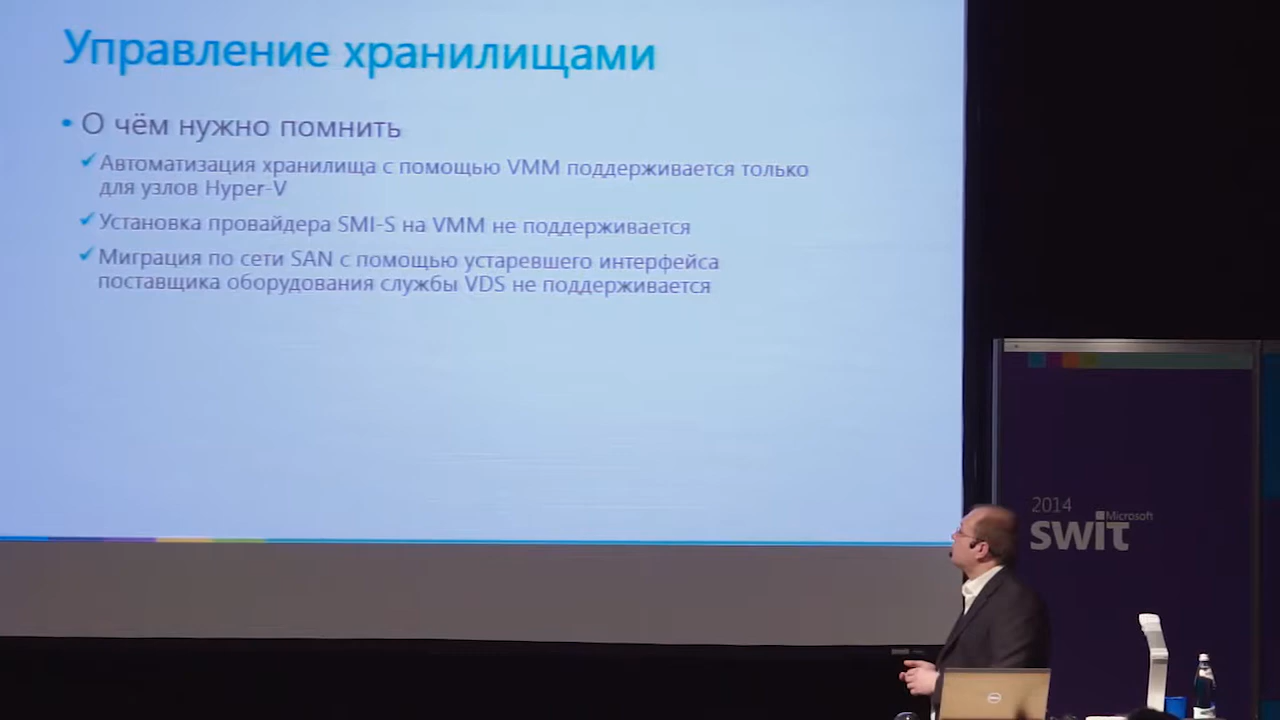 Управление хранилищами
• О чём нужно помнить
✓Автоматизация хранилища с помощью VMM поддерживается только
для узлов Hyper-V
✓Установка провайдера SMI-S на VMM не поддерживается
✓Миграция по сети SAN с помощью устаревшего интерфейса
поставщика оборудования службы VDS не поддерживается
2014
Microsoft
swit
DELL